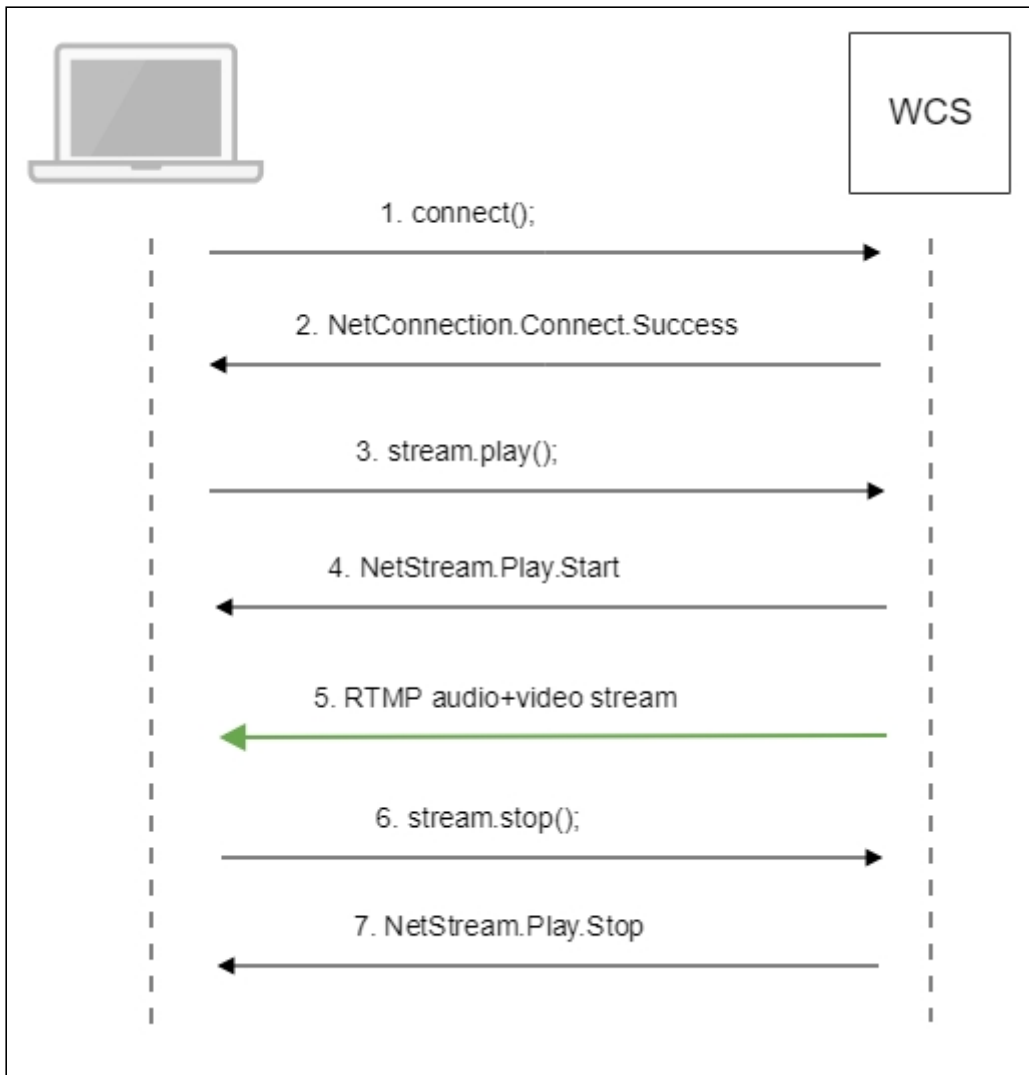 WCS
1. connect();
2. NetConnection.Connect.Success
3. stream.play();
4. NetStream.Play.Start
5. RTMP audio+video stream
6. stream.stop();
7. NetStream.Play.Stop